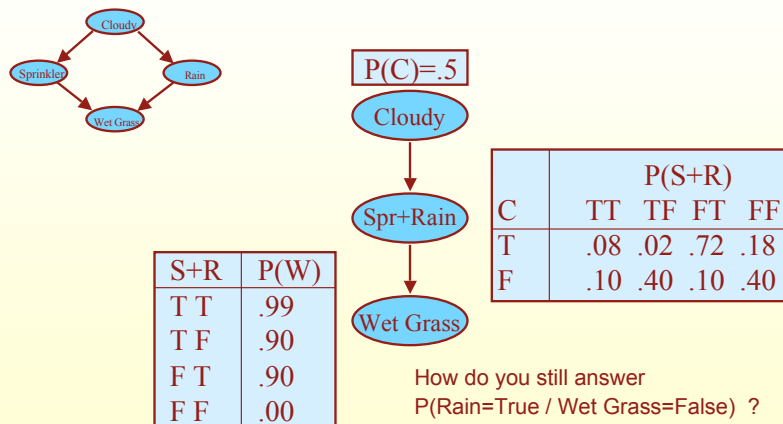 Cloudy
Sprinkler
Rain
Wet Grass
P(C)=.5
Cloudy
Spr+Rain
Wet Grass
P(S+R)
C TT TF FT FF
T .08 .02 .72 .18
F .10 .40 .10 .40
S+R P(W)
T T .99
T F .90
F T .90
F F .00
How do you still answer
P(Rain=True / Wet Grass=False) ?